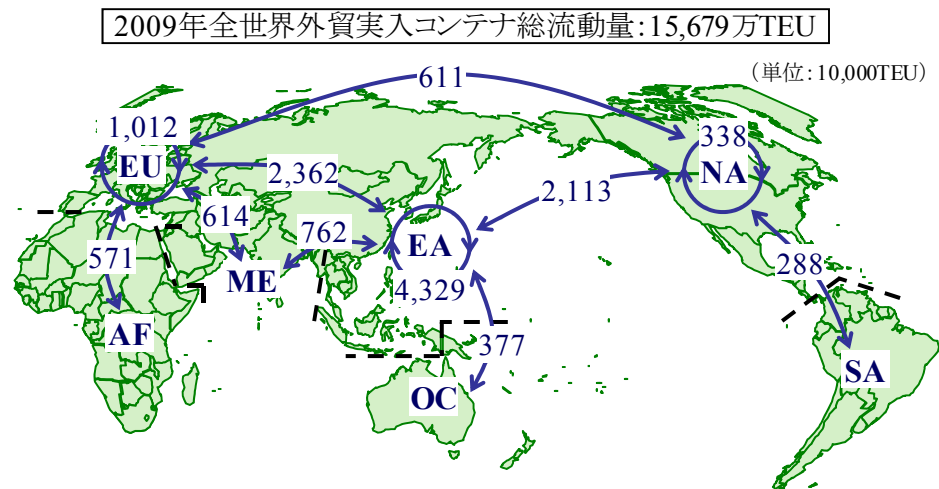 2009年全世界外貿実入コンテナ総流動量：15,679万TEU
（単位：10,000TEU）
611
1,012
338
EU
NA
2,362
2,113
614
762
EA
571
ME
288
4,329
AF
377
SA
OC